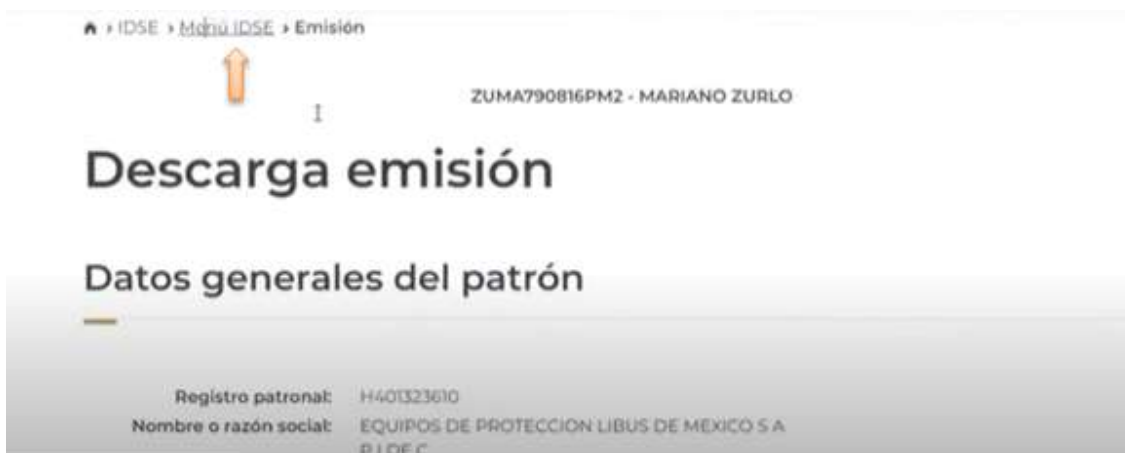 › IDSE › Menú IDSE › Emisión
ZUMA790816PM2 - MARIANO ZURLO
Descarga emisión
Datos generales del patrón
Registro patronal: H401323610
Nombre o razón social: EQUIPOS DE PROTECCION LIBUS DE MEXICO S A
P I DE C